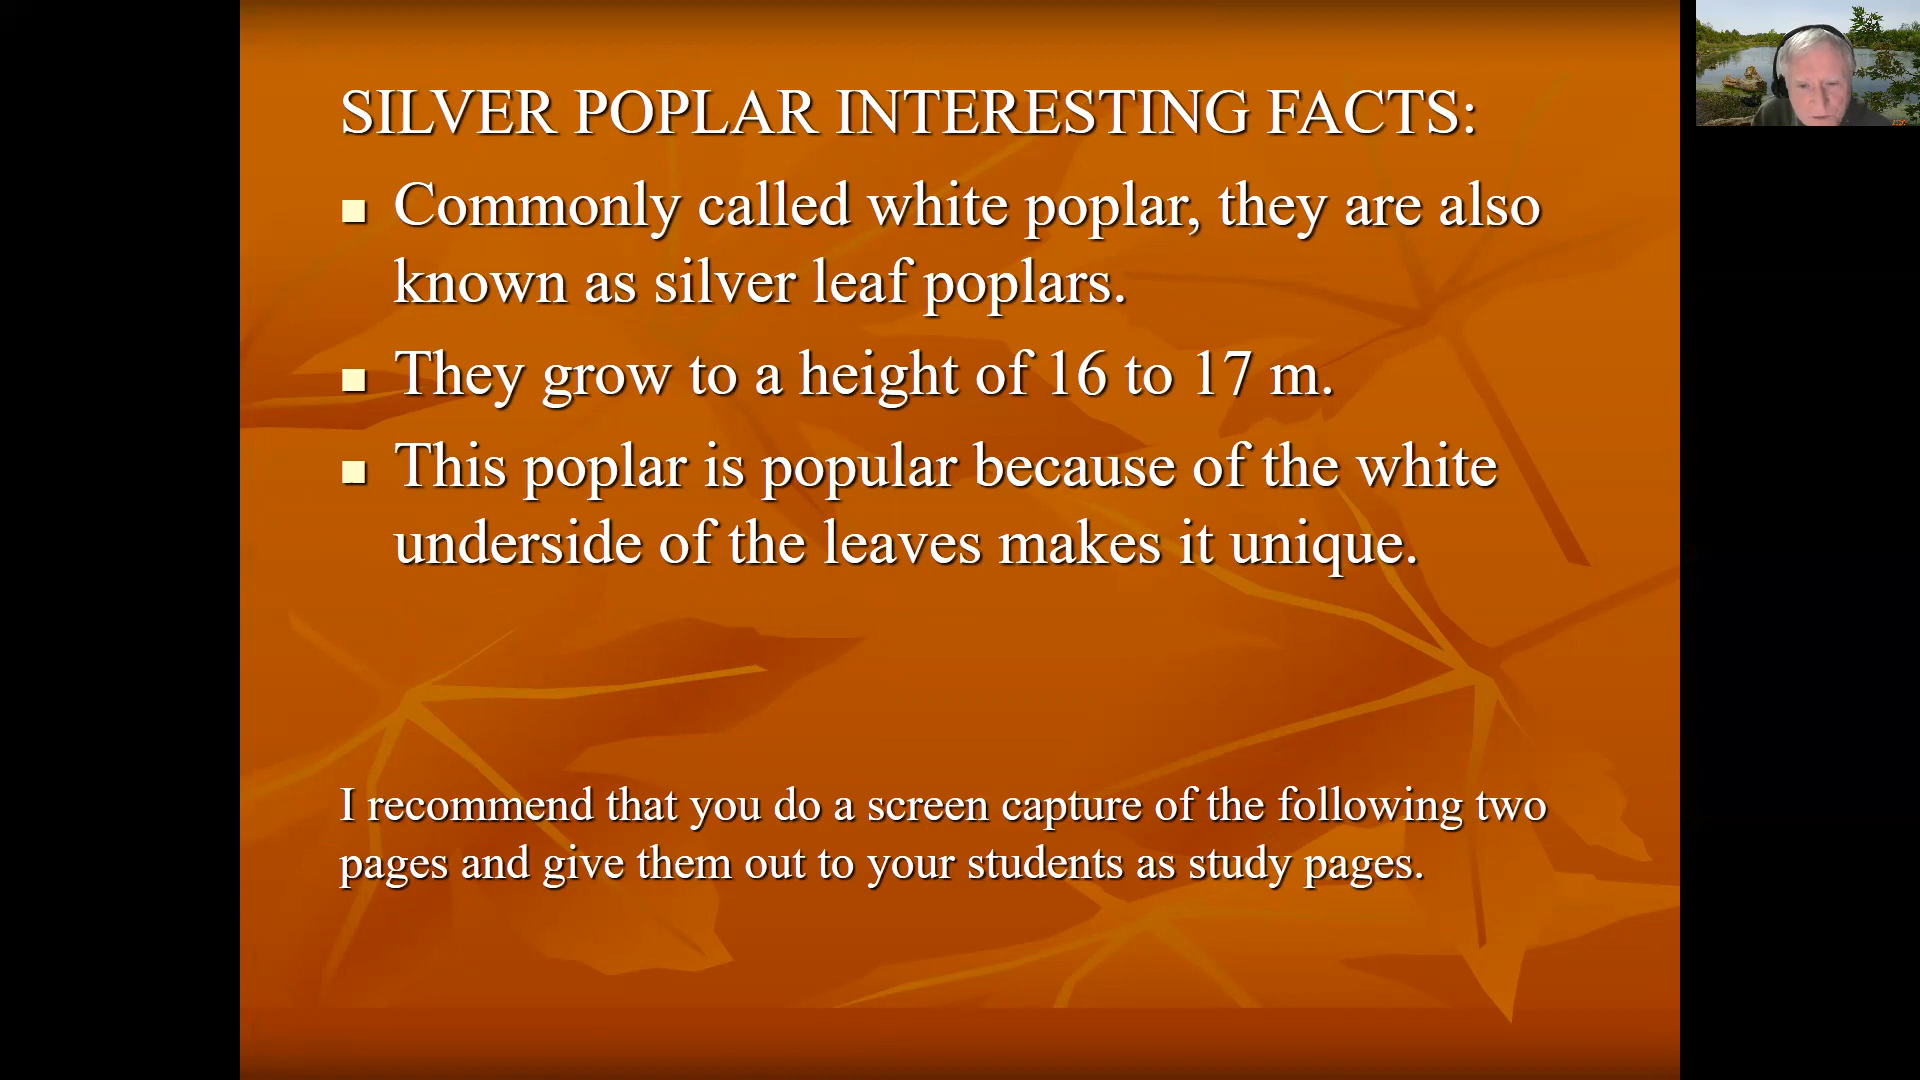 SILVER POPLAR INTERESTING FACTS:
Commonly called white poplar, they are also
known as silver leaf poplars.
They grow to a height of 16 to 17 m.
This poplar is popular because of the white
underside of the leaves makes it unique.
I recommend that you do a screen capture of the following two
pages and give them out to your students as study pages.